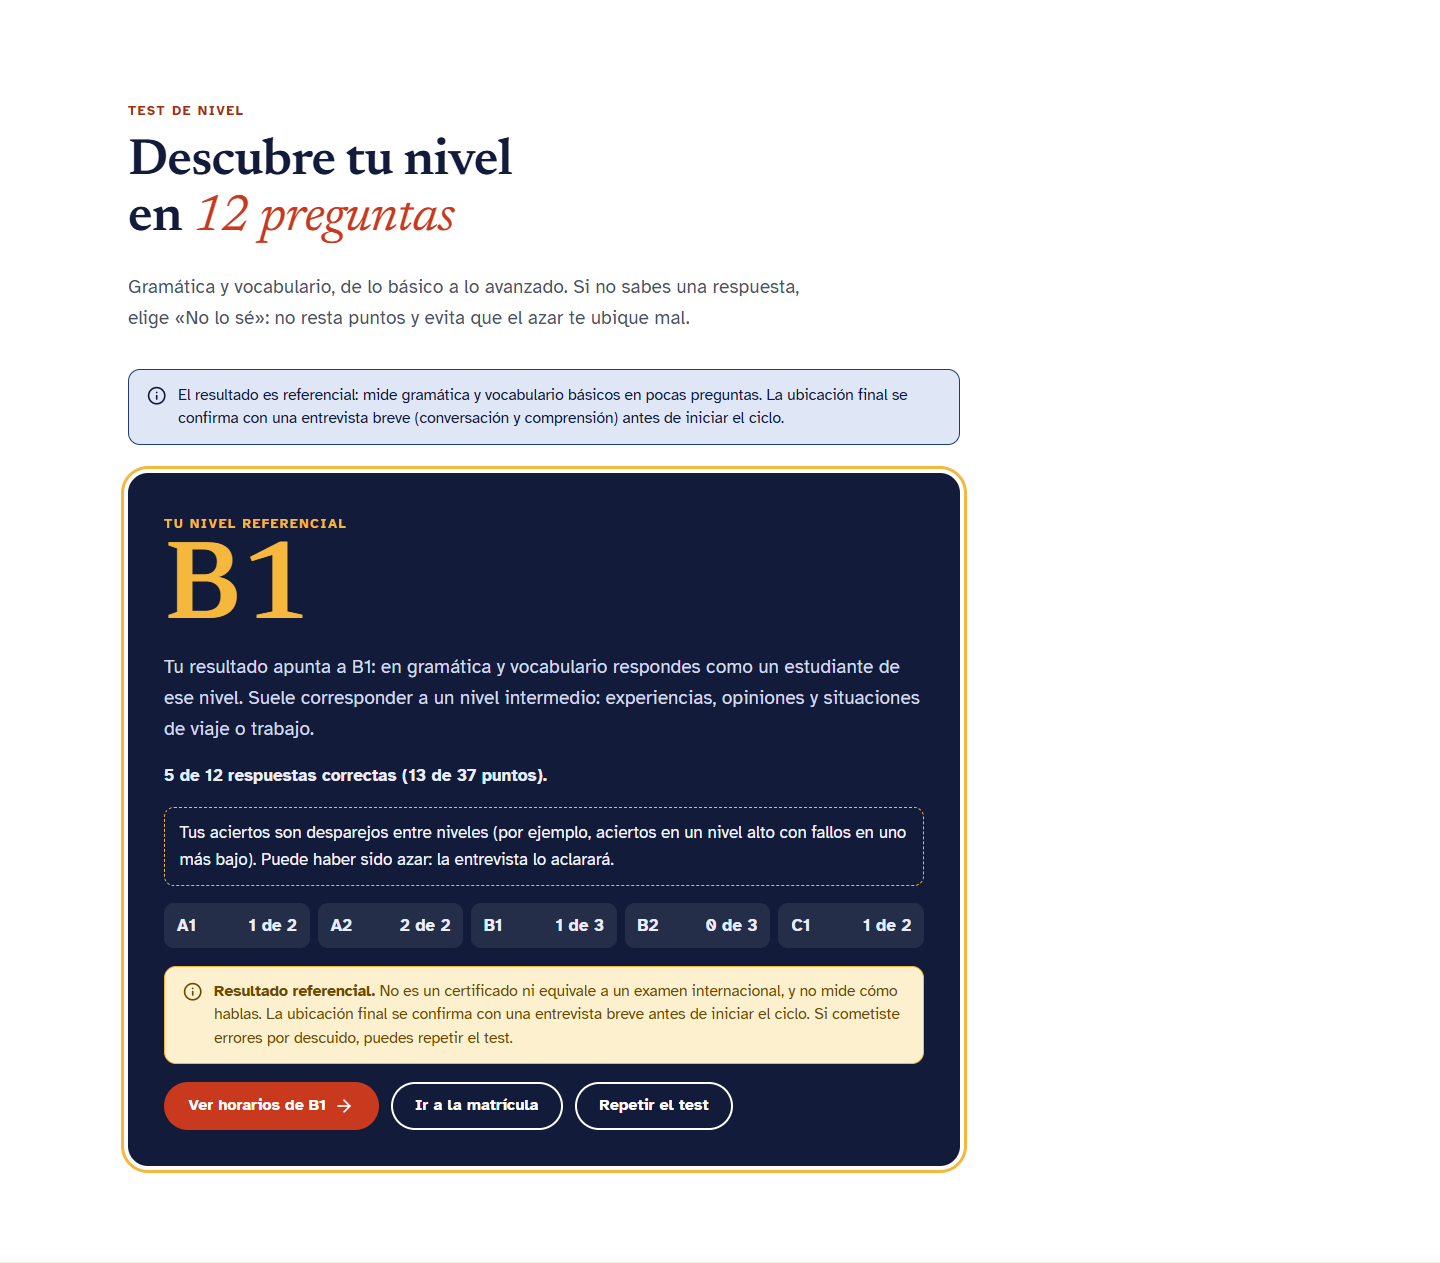 TEST DE NIVEL
Descubre tu nivel
en 12 preguntas
Gramática y vocabulario, de lo básico a lo avanzado. Si no sabes una respuesta,
elige «No lo sé»: no resta puntos y evita que el azar te ubique mal.
El resultado es referencial: mide gramática y vocabulario básicos en pocas preguntas. La ubicación final se
confirma con una entrevista breve (conversación y comprensión) antes de iniciar el ciclo.
TU NIVEL REFERENCIAL
B1
Tu resultado apunta a B1: en gramática y vocabulario respondes como un estudiante de
ese nivel. Suele corresponder a un nivel intermedio: experiencias, opiniones y situaciones
de viaje o trabajo.
5 de 12 respuestas correctas (13 de 37 puntos).
Tus aciertos son desparejos entre niveles (por ejemplo, aciertos en un nivel alto con fallos en uno
más bajo). Puede haber sido azar: la entrevista lo aclarará.
A1 1 de 2 A2 2 de 2 B1 1 de 3 B2 0 de 3 C1 1 de 2
Resultado referencial. No es un certificado ni equivale a un examen internacional, y no mide cómo
hablas. La ubicación final se confirma con una entrevista breve antes de iniciar el ciclo. Si cometiste
errores por descuido, puedes repetir el test.
Ver horarios de B1 → Ir a la matrícula Repetir el test